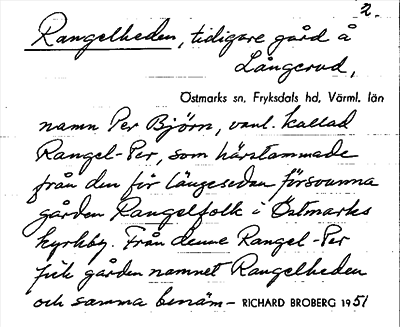 2.
Rangelheden, tidigare gård å
Långerud,
Östmarks sn, Fryksdals hd, Värml. län
namn Per Björn, vanl. kallad
Rangel-Per, som härstammade
från den för längesedan försvunna
gården Rangelfolk i Östmarks
kyrkby. Från denne Rangel-Per
fick gården namnet Rangelheden
och samma benäm- RICHARD BROBERG 1951